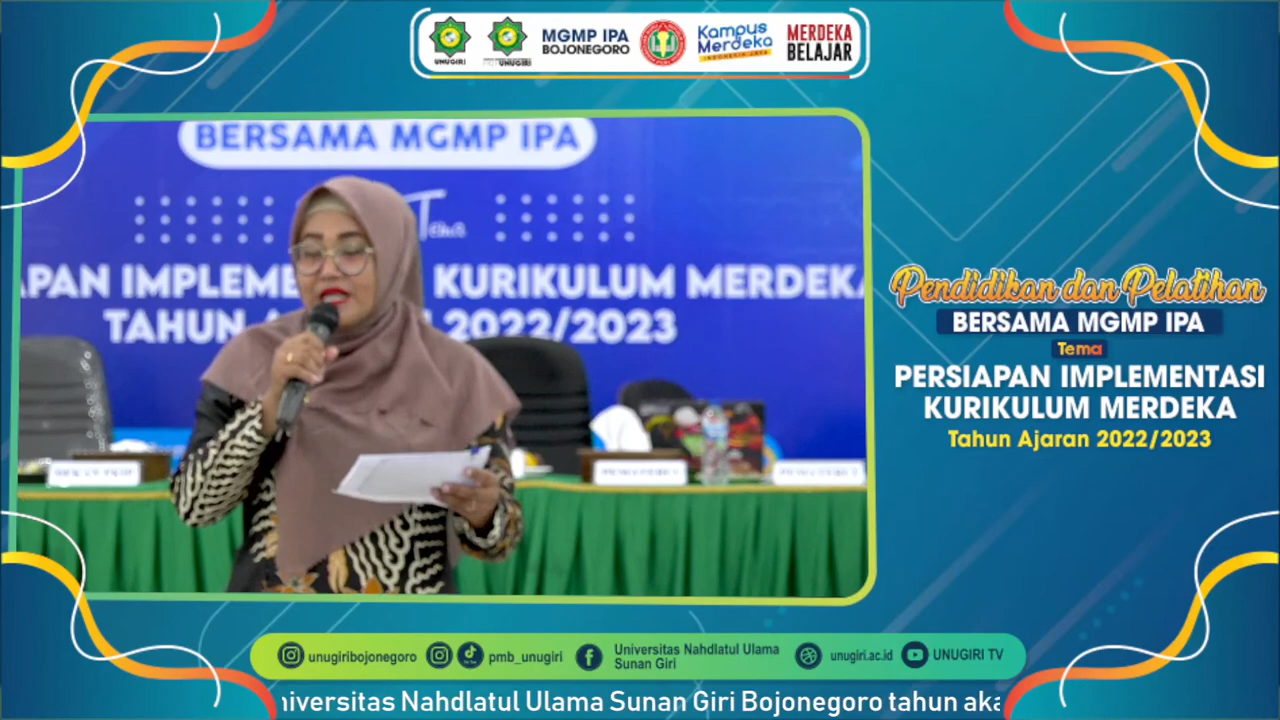 UNUGIRI
UNUGIRI
MGMP IPA
BOJONEGORO
Kampus
Merdeka
INDONESIA JAYA
MERDEKA
BELAJAR
BERSAMA MGMP IPA
Tema
APAN IMPLEME KURIKULUM MERDEKA
TAHUN A N 2022/2023
Pendidikan dan Pelatihan
BERSAMA MGMP IPA
Tema
PERSIAPAN IMPLEMENTASI
KURIKULUM MERDEKA
Tahun Ajaran 2022/2023
unugiribojonegoro
pmb_unugiri
Universitas Nahdlatul Ulama
Sunan Giri
unugiri.ac.id
UNUGIRI TV
niversitas Nahdlatul Ulama Sunan Giri Bojonegoro tahun aka